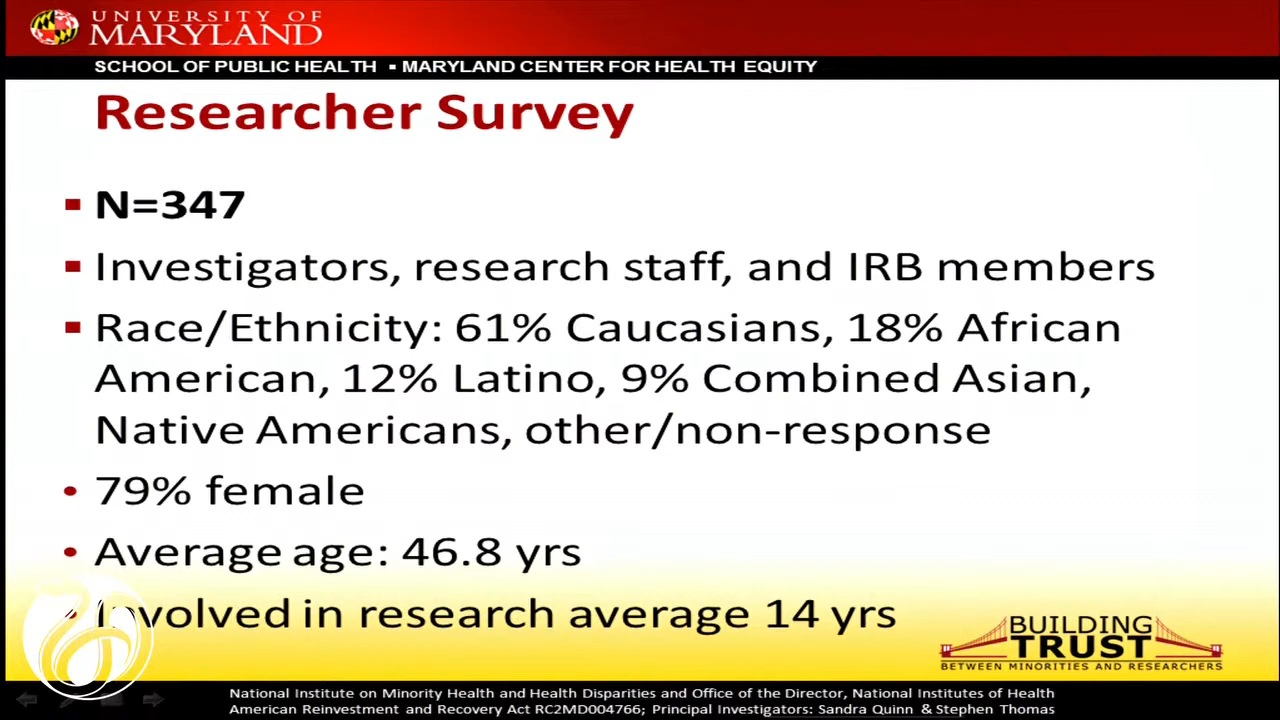 UNIVERSITY OF
MARYLAND
SCHOOL OF PUBLIC HEALTH ▪ MARYLAND CENTER FOR HEALTH EQUITY
Researcher Survey
▪ N=347
▪ Investigators, research staff, and IRB members
▪ Race/Ethnicity: 61% Caucasians, 18% African
American, 12% Latino, 9% Combined Asian,
Native Americans, other/non-response
• 79% female
• Average age: 46.8 yrs
• Involved in research average 14 yrs
BUILDING
TRUST
BETWEEN MINORITIES AND RESEARCHERS
National Institute on Minority Health and Health Disparities and Office of the Director, National Institutes of Health
American Reinvestment and Recovery Act RC2MD004766; Principal Investigators: Sandra Quinn & Stephen Thomas